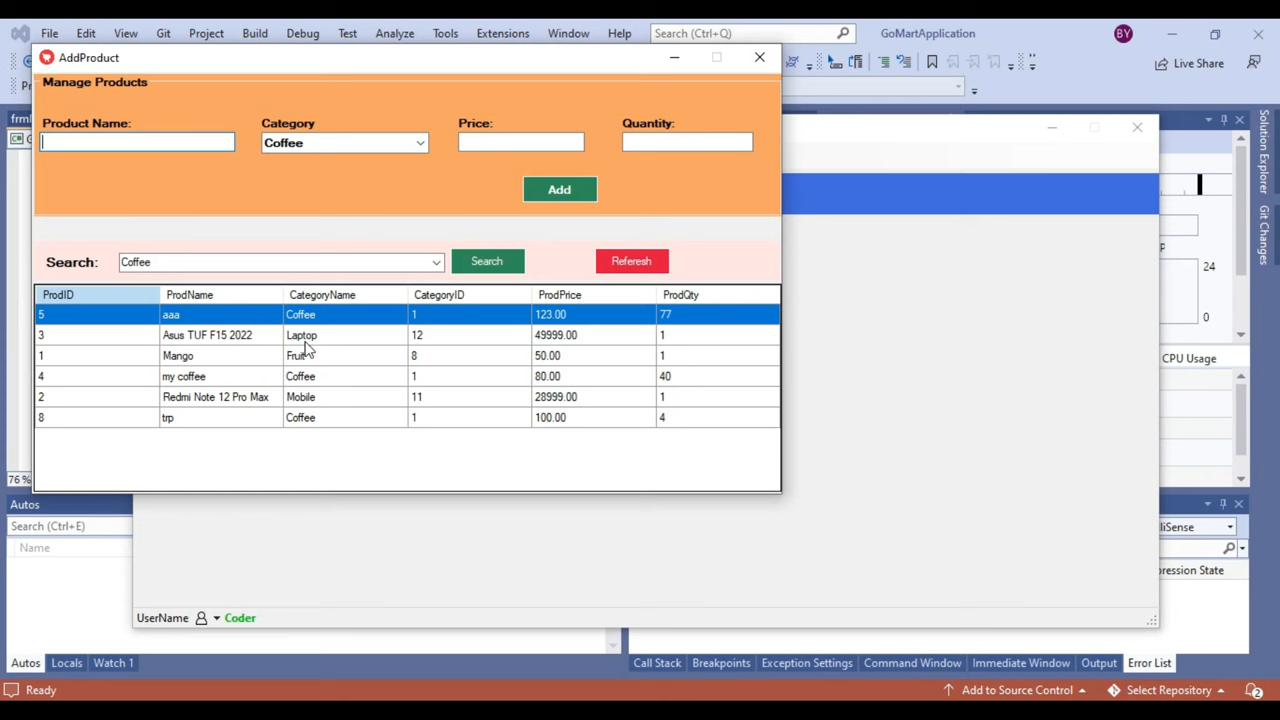 File Edit View Git Project Build Debug Test Analyze Tools Extensions Window Help Search (Ctrl+Q) GoMartApplication BY
AddProduct
Live Share
Manage Products
Product Name: Category Price: Quantity:
Coffee
Add
Search: Coffee Search Referesh
ProdID ProdName CategoryName CategoryID ProdPrice ProdQty
5 aaa Coffee 1 123.00 77
3 Asus TUF F15 2022 Laptop 12 49999.00 1
1 Mango Fruit 8 50.00 1
4 my coffee Coffee 1 80.00 40
2 Redmi Note 12 Pro Max Mobile 11 28999.00 1
8 trp Coffee 1 100.00 4
Solution Explorer
Git Changes
24
0
CPU Usage
76 %
Autos
Search (Ctrl+E)
Name
UserName Coder
Autos Locals Watch 1
Call Stack Breakpoints Exception Settings Command Window Immediate Window Output Error List
Ready Add to Source Control Select Repository 2